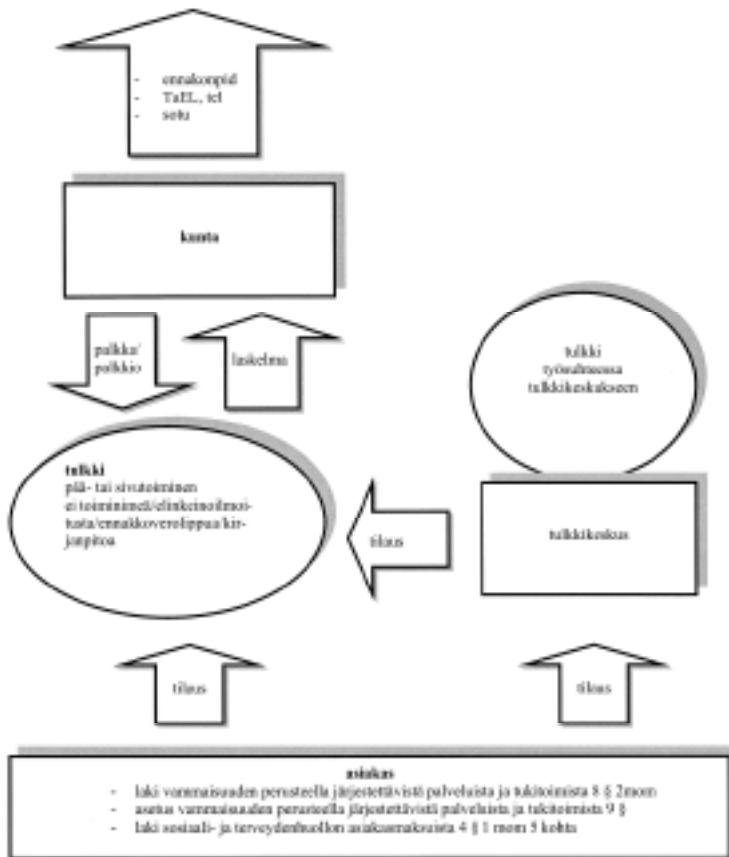 - ennakonpid
- TaEL, tel
- sotu
kunta
palkka/
palkkio
laskelma
tulkki
työsuhteessa
tulkkikeskukseen
tulkki
pää- tai sivutoiminen
ei toiminimeä/elinkeinoilmoi-
tusta/ennakkoverolippua/kir-
janpitoa
tilaus
tulkkikeskus
tilaus
tilaus
asiakas
- laki vammaisuuden perusteella järjestettävistä palveluista ja tukitoimista 8 § 2mom
- asetus vammaisuuden perusteella järjestettävistä palveluista ja tukitoimista 9 §
- laki sosiaali- ja terveydenhuollon asiakasmaksuista 4 § 1 mom 5 kohta